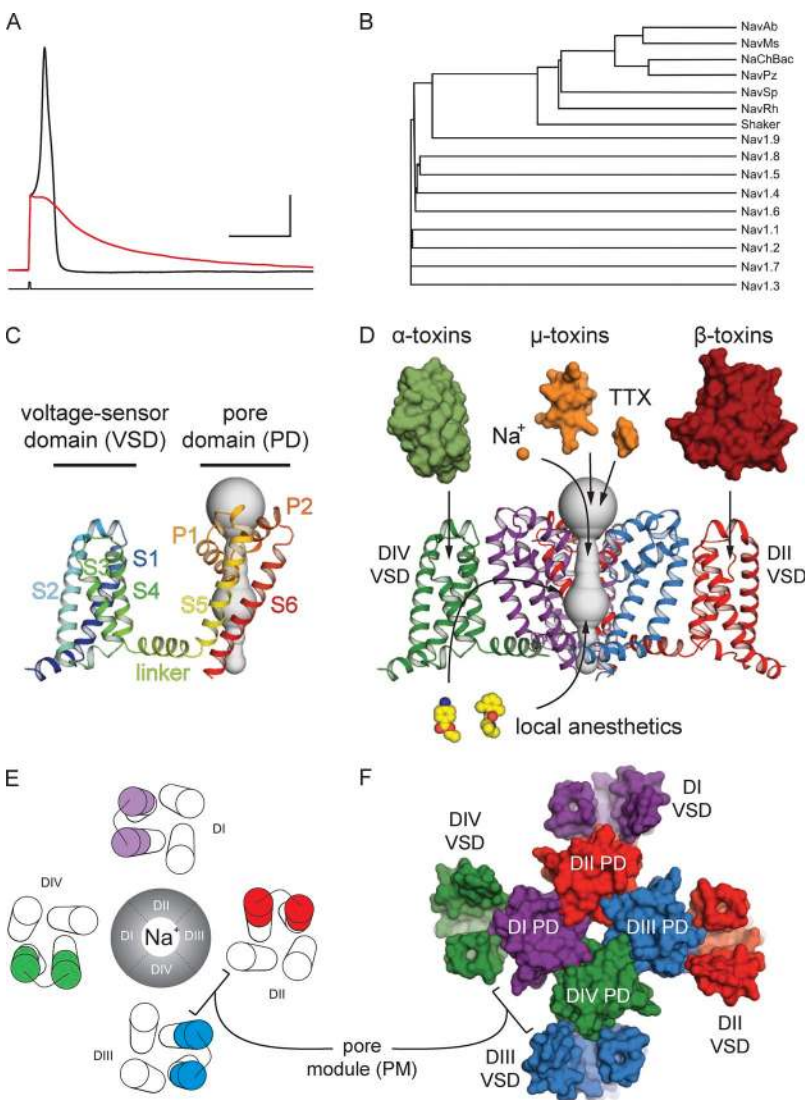 A
B
NavAb
NavMs
NaChBac
NavPz
NavSp
NavRh
Shaker
Nav1.9
Nav1.8
Nav1.5
Nav1.4
Nav1.6
Nav1.1
Nav1.2
Nav1.7
Nav1.3
C
voltage-sensor
domain (VSD)
pore
domain (PD)
P1
P2
S3
S1
S2
S4
S5
S6
linker
D
α-toxins
μ-toxins
β-toxins
TTX
Na+
DIV
VSD
DII
VSD
local anesthetics
E
DI
DIV
DII
DI
Na+
DIII
DIV
DII
DIII
pore
module (PM)
F
DI
VSD
DIV
VSD
DII PD
DI PD
DIII PD
DIV PD
DII
VSD
DIII
VSD